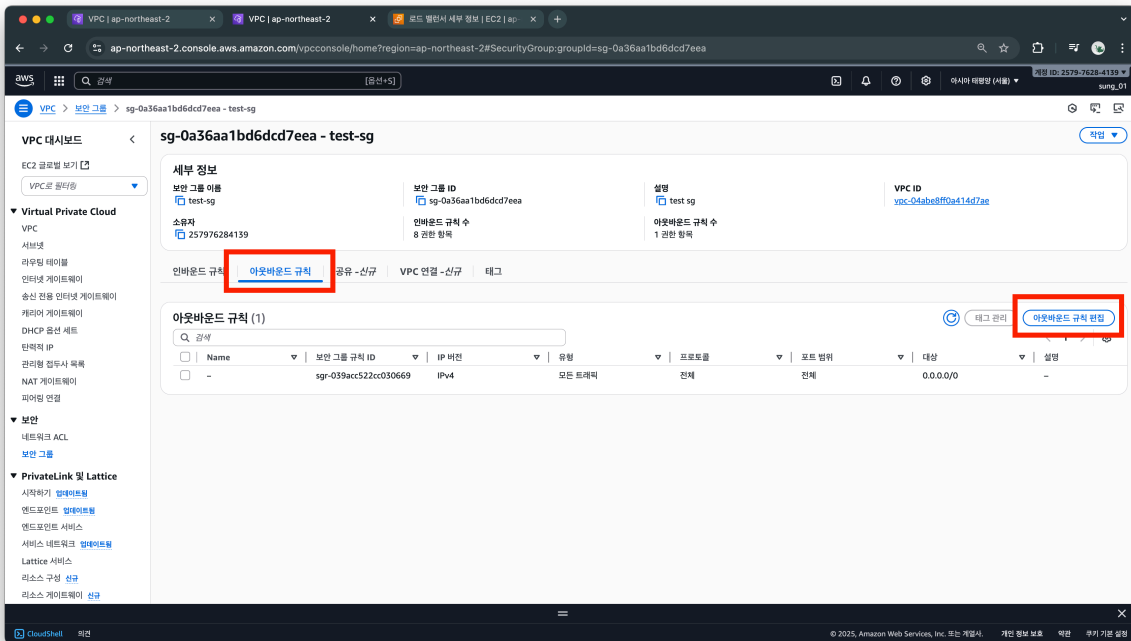 VPC | ap-northeast-2
VPC | ap-northeast-2
로드 밸런서 세부 정보 | EC2 | ap-
ap-northeast-2.console.aws.amazon.com/vpcconsole/home?region=ap-northeast-2#SecurityGroup:groupId=sg-0a36aa1bd6dcd7eea
aws
검색
[옵션+S]
아시아 태평양 (서울)
계정 ID: 2579-7628-4139
sung_01
VPC > 보안 그룹 > sg-0a36aa1bd6dcd7eea - test-sg
VPC 대시보드
EC2 글로벌 보기
VPC로 필터링
Virtual Private Cloud
VPC
서브넷
라우팅 테이블
인터넷 게이트웨이
송신 전용 인터넷 게이트웨이
캐리어 게이트웨이
DHCP 옵션 세트
탄력적 IP
관리형 접두사 목록
NAT 게이트웨이
피어링 연결
보안
네트워크 ACL
보안 그룹
PrivateLink 및 Lattice
시작하기 업데이트됨
엔드포인트 업데이트됨
엔드포인트 서비스
서비스 네트워크 업데이트됨
Lattice 서비스
리소스 구성 신규
리소스 게이트웨이 신규
sg-0a36aa1bd6dcd7eea - test-sg
작업
세부 정보
보안 그룹 이름
test-sg
보안 그룹 ID
sg-0a36aa1bd6dcd7eea
설명
test sg
VPC ID
vpc-04abe8ff0a414d7ae
소유자
257976284139
인바운드 규칙 수
8 권한 항목
아웃바운드 규칙 수
1 권한 항목
인바운드 규칙 아웃바운드 규칙 공유 - 신규 VPC 연결 - 신규 태그
아웃바운드 규칙 (1)
태그 관리
아웃바운드 규칙 편집
검색
1
Name 보안 그룹 규칙 ID IP 버전 유형 프로토콜 포트 범위 대상 설명
– sgr-039acc522cc030669 IPv4 모든 트래픽 전체 전체 0.0.0.0/0 –
CloudShell 의견
© 2025, Amazon Web Services, Inc. 또는 계열사. 개인 정보 보호 약관 쿠키 기본 설정